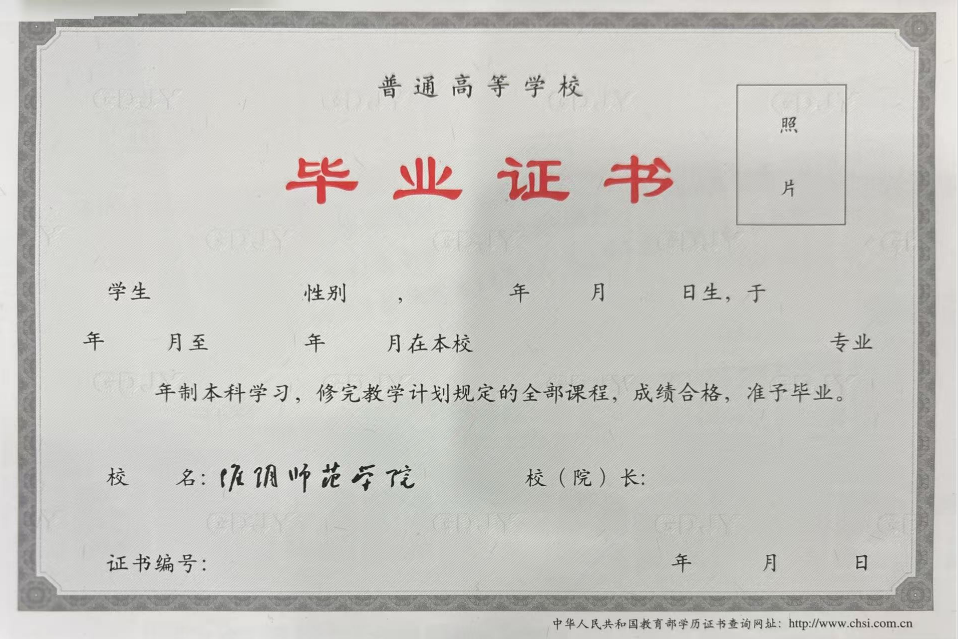 普通高等学校
照
片
毕业证书
学生 性别 , 年 月 日生，于
年 月至 年 月在本校 专业
年制本科学习，修完教学计划规定的全部课程，成绩合格，准予毕业。
校 名：淮阴师范学院 校（院）长:
证书编号： 年 月 日
中华人民共和国教育部学历证书查询网址：http://www.chsi.com.cn